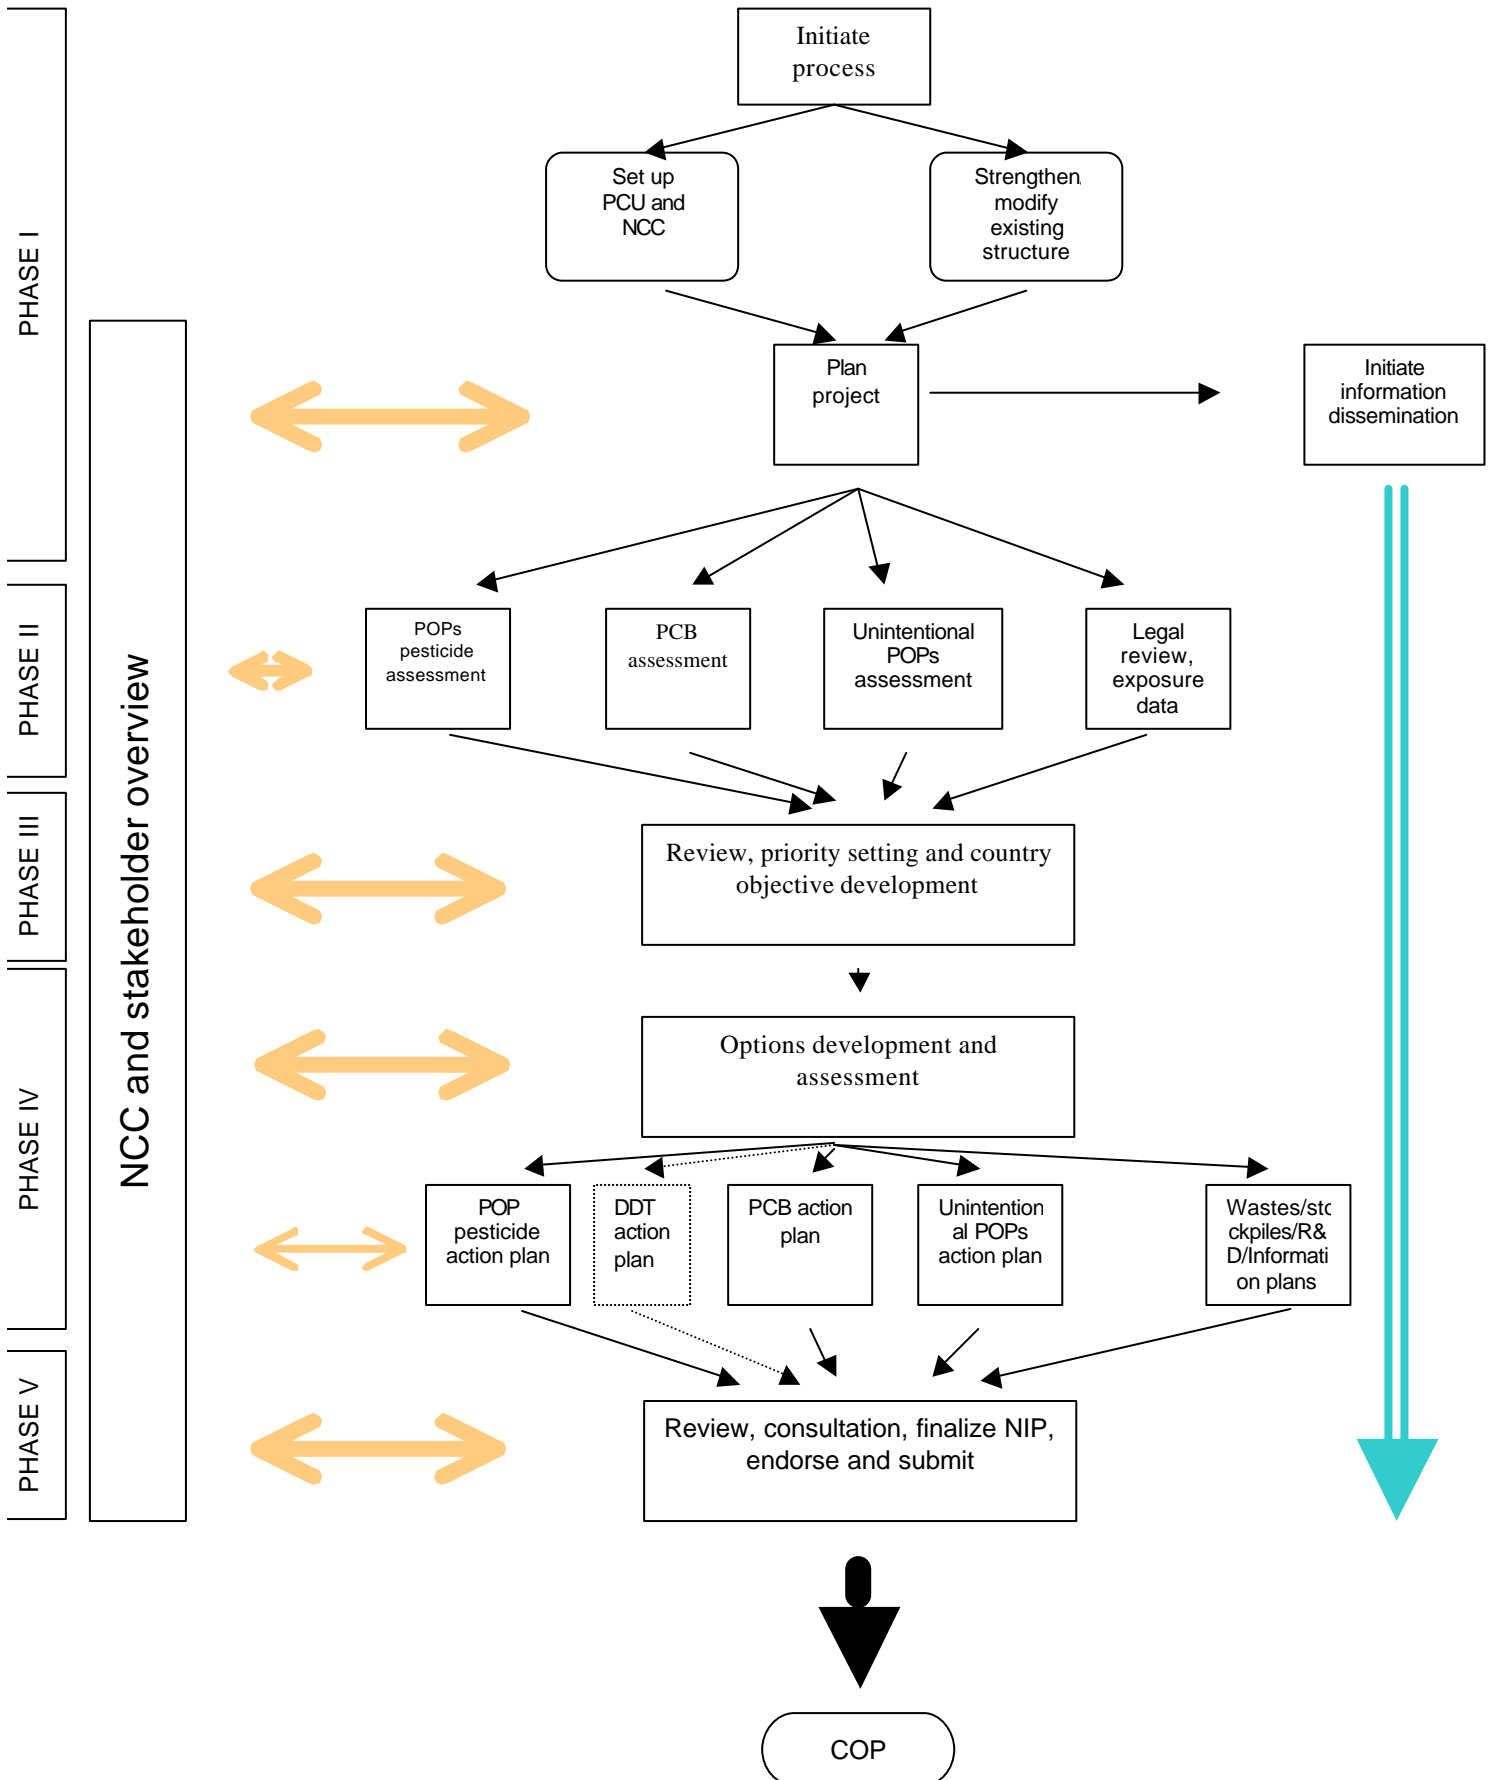 Initiate
process
Set up
PCU and
NCC
Strengthen,
modify
existing
structure
PHASE I
Plan
project
Initiate
information
dissemination
NCC and stakeholder overview
PHASE II
POPs
pesticide
assessment
PCB
assessment
Unintentional
POPs
assessment
Legal
review,
exposure
data
PHASE III
Review, priority setting and country
objective development
PHASE IV
Options development and
assessment
POP
pesticide
action plan
DDT
action
plan
PCB action
plan
Unintention
al POPs
action plan
Wastes/sto
ckpiles/R&
D/Informati
on plans
PHASE V
Review, consultation, finalize NIP,
endorse and submit
COP